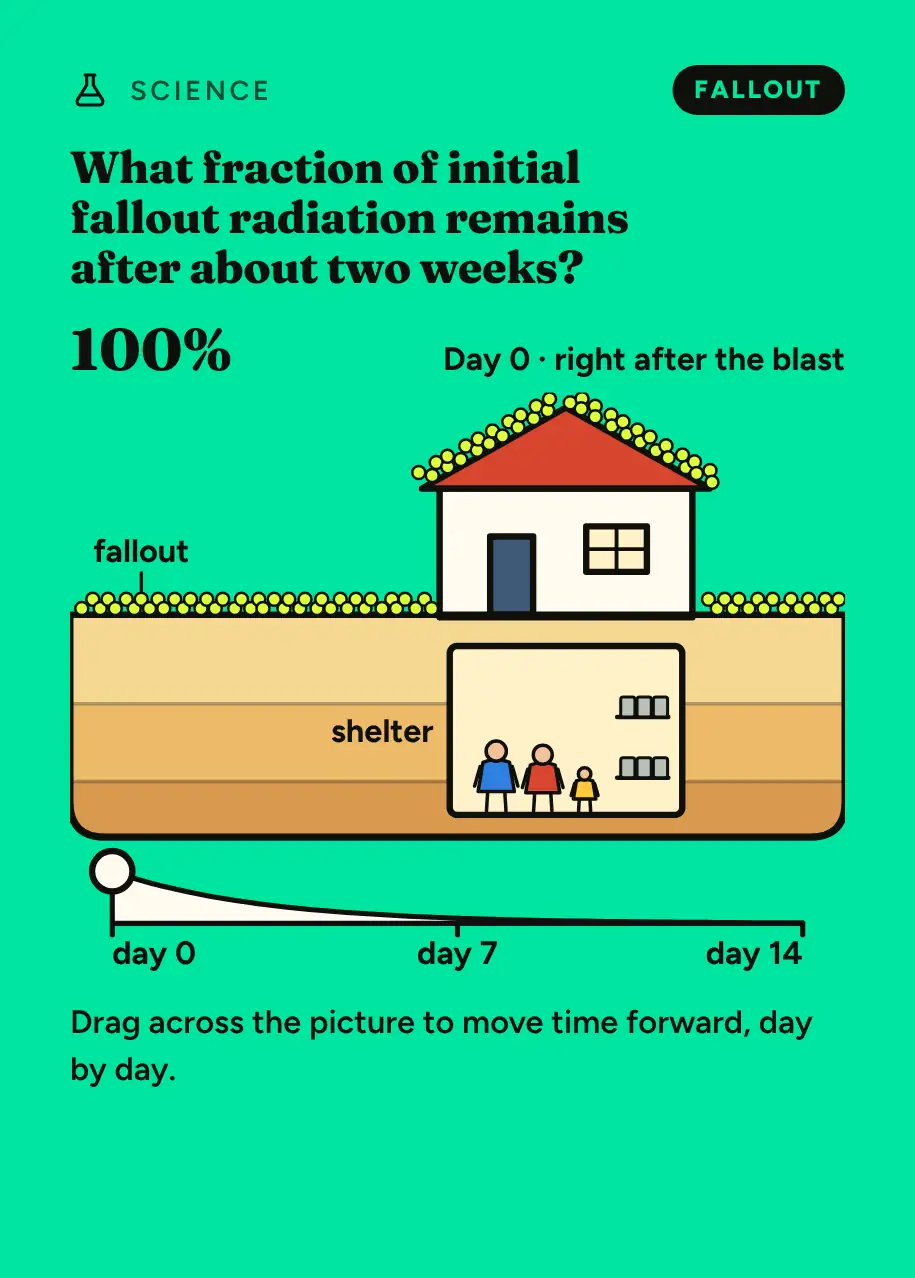 SCIENCE
FALLOUT
What fraction of initial
fallout radiation remains
after about two weeks?
100%
Day 0 · right after the blast
fallout
shelter
day 0
day 7
day 14
Drag across the picture to move time forward, day
by day.